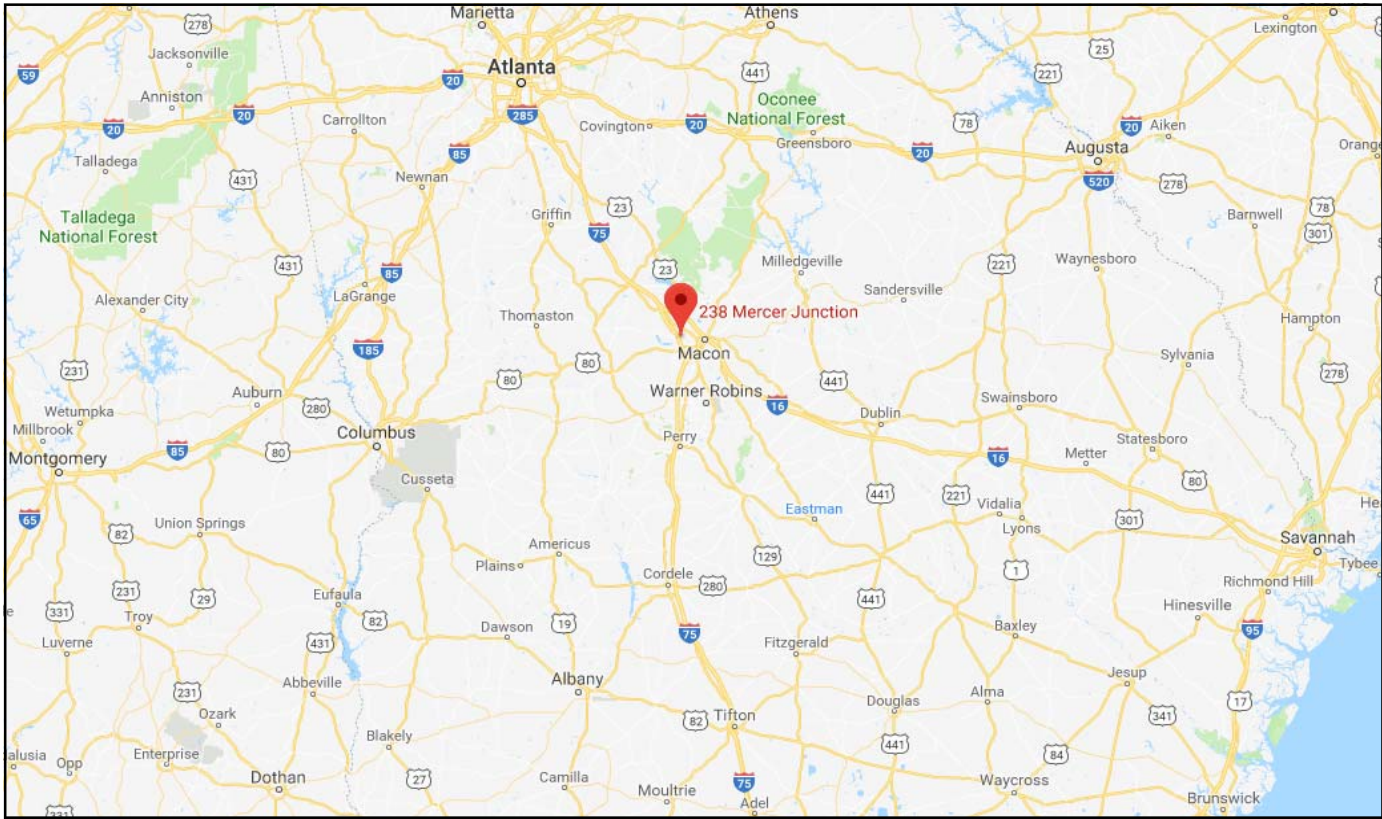 Marietta
Athens
278
Lexington
Jacksonville
25
59
Atlanta
20
441
221
Anniston
20
285
Oconee
National Forest
20
Carrollton
Covington
20
78
20
Aiken
Greensboro
Orange
Talladega
85
20
Augusta
431
Newnan
520
278
Talladega
National Forest
Griffin
23
Barnwell
78
75
301
431
85
23
Milledgeville
221
Waynesboro
LaGrange
Sandersville
Alexander City
238 Mercer Junction
Thomaston
Hampton
185
Macon
80
Sylvania
231
80
441
278
Auburn
Warner Robins
280
16
Swainsboro
Wetumpka
Dublin
Millbrook
Columbus
Perry
Statesboro
85
80
16
Metter
Montgomery
Cusseta
441
221
80
He
65
Union Springs
Eastman
Vidalia
301
82
Lyons
Savannah
Americus
129
Plains
1
Tybee
Cordele
280
Richmond Hill
231
29
Eufaula
441
Hinesville
331
Troy
82
19
Dawson
75
Baxley
95
Luverne
431
Fitzgerald
Albany
Jesup
231
Abbeville
Douglas
Alma
17
Ozark
82
Tifton
341
Blakely
441
84
alusia
Enterprise
Opp
Dothan
27
Camilla
75
Waycross
Moultrie
Adel
Brunswick
331